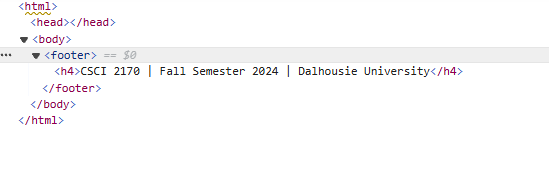 <html>
<head></head>
<body>
<footer> == $0
<h4>CSCI 2170 | Fall Semester 2024 | Dalhousie University</h4>
</footer>
</body>
</html>